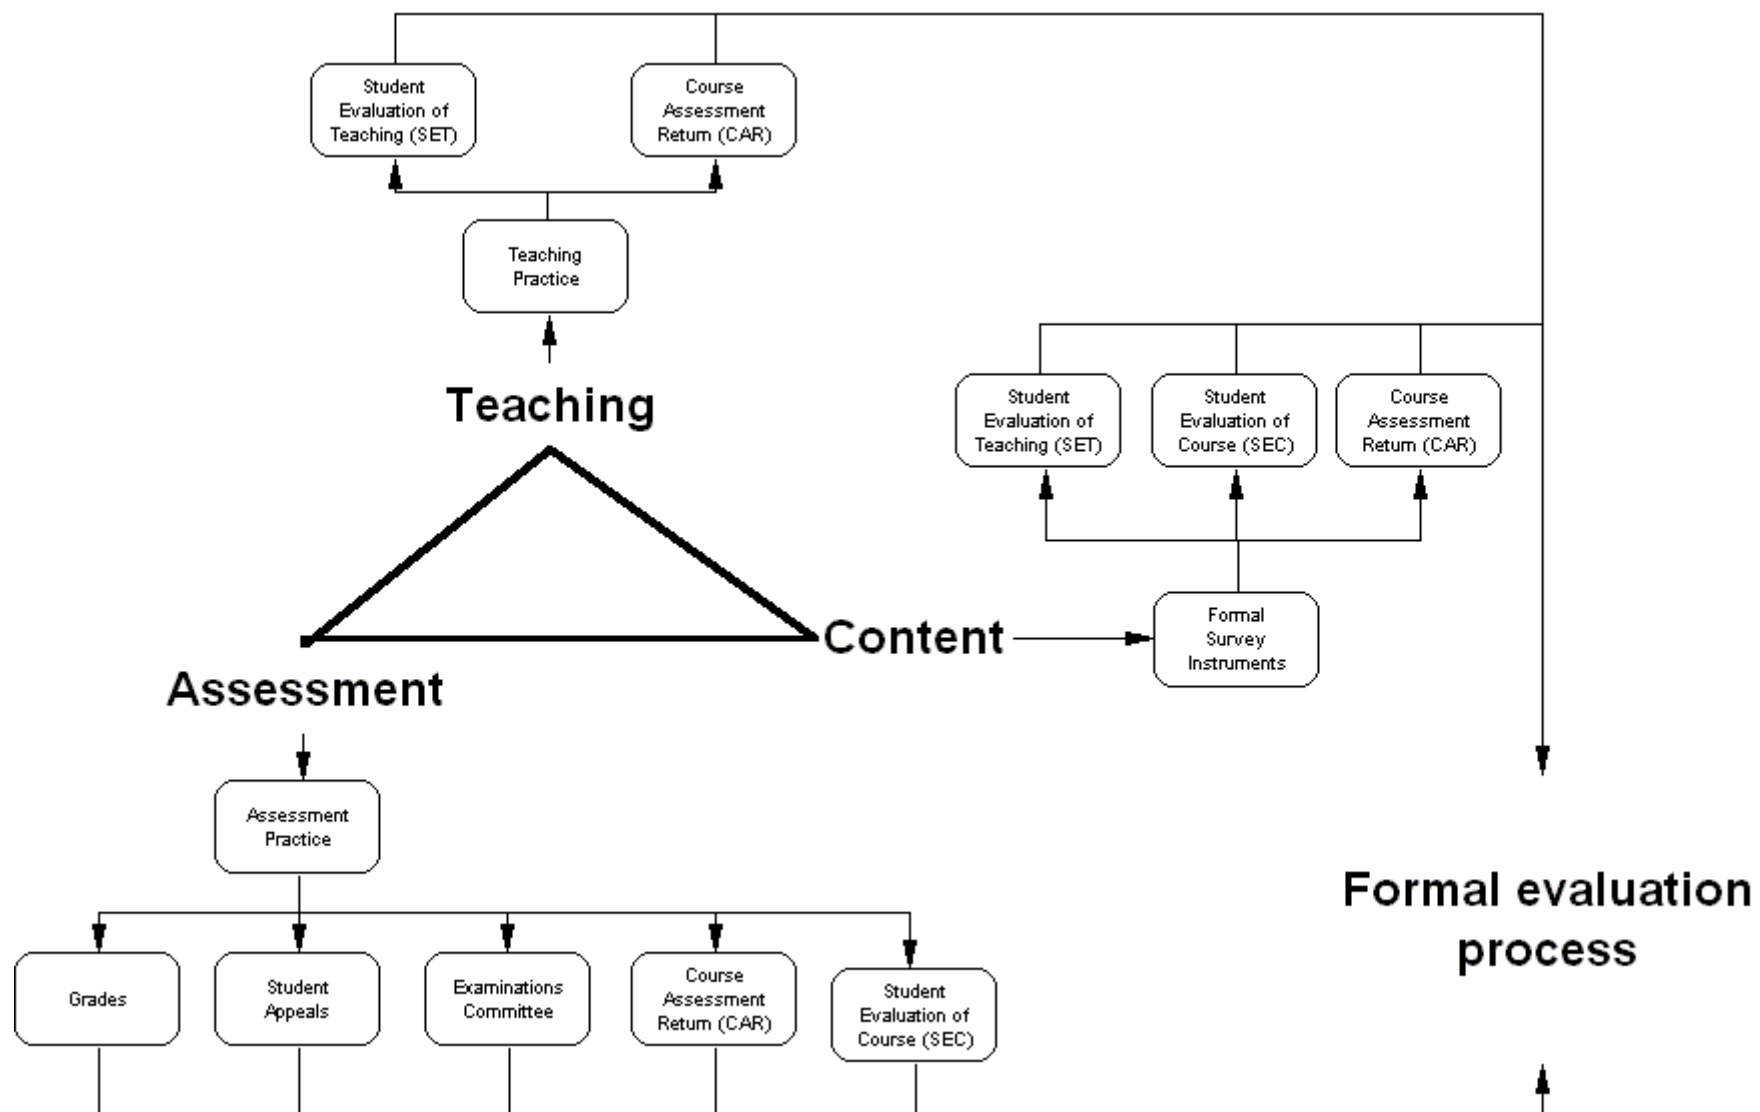 Student
Evaluation of
Teaching (SET)
Course
Assessment
Return (CAR)
Teaching
Practice
Teaching
Student
Evaluation of
Teaching (SET)
Student
Evaluation of
Course (SEC)
Course
Assessment
Return (CAR)
Content
Formal
Survey
Instruments
Assessment
Assessment
Practice
Formal evaluation
process
Grades
Student
Appeals
Examinations
Committee
Course
Assessment
Return (CAR)
Student
Evaluation of
Course (SEC)